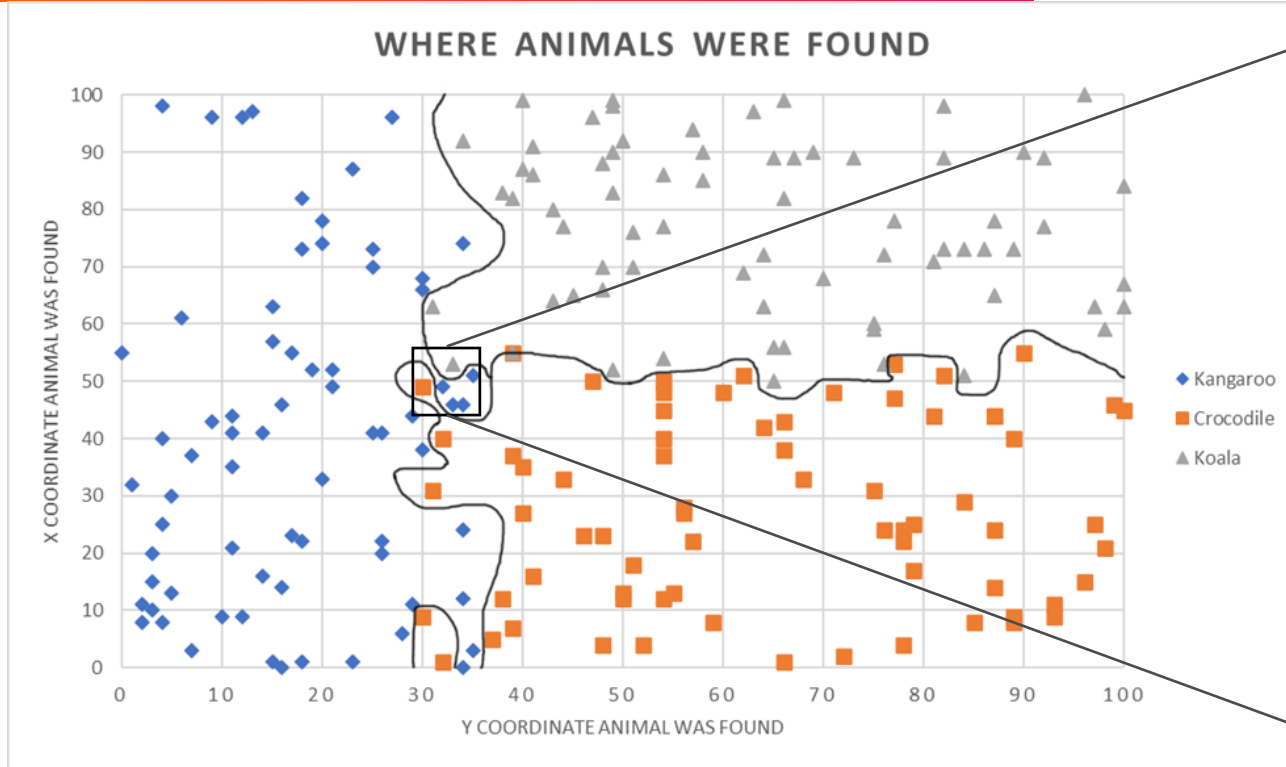 WHERE ANIMALS WERE FOUND
X COORDINATE ANIMAL WAS FOUND
100
90
80
70
60
50
40
30
20
10
0
0 10 20 30 40 50 60 70 80 90 100
Y COORDINATE ANIMAL WAS FOUND
Kangaroo
Crocodile
Koala